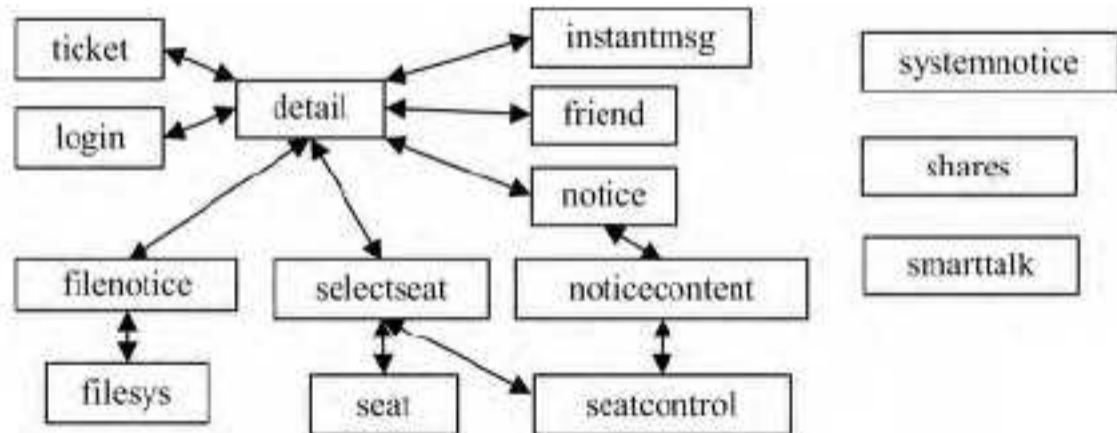 ticket
instantmsg
systemnotice
detail
login
friend
shares
notice
smarttalk
filenotice
selectseat
noticecontent
filesys
seat
seatcontrol